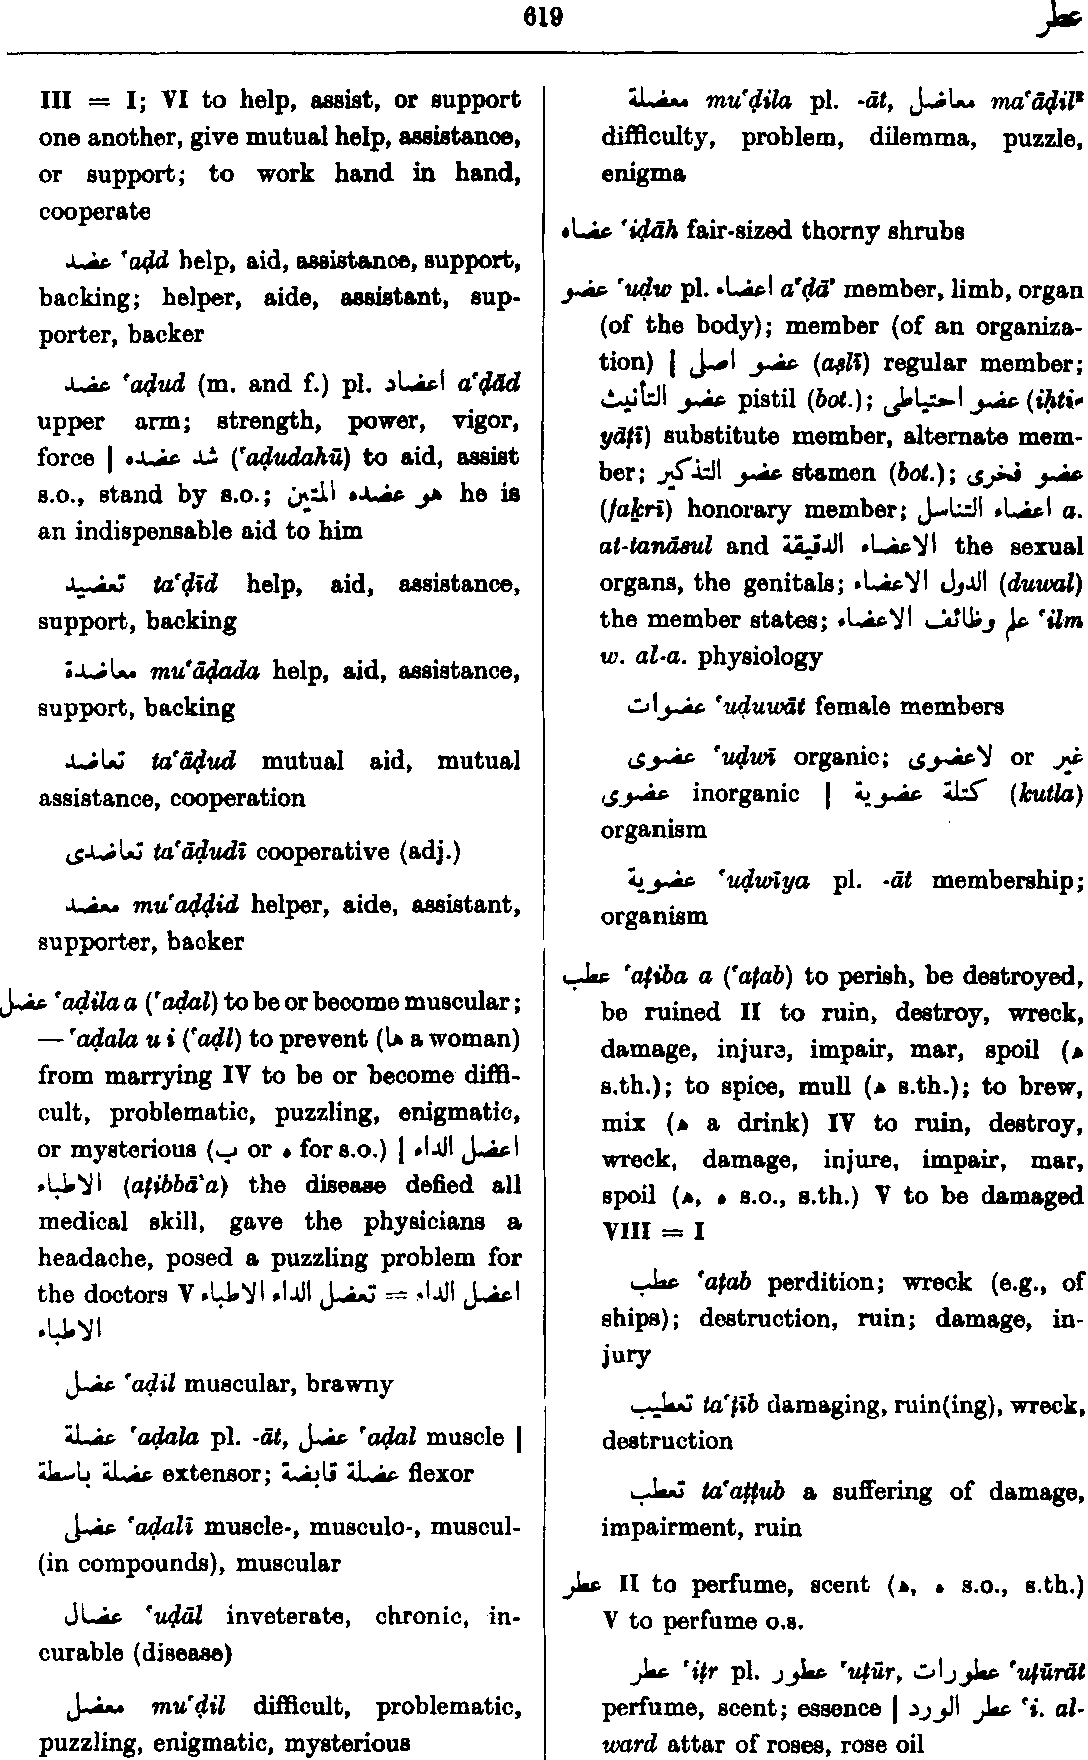 619
عطر
III = I; VI to help, assist, or support
one another, give mutual help, assistance,
or support; to work hand in hand,
cooperate
عضد ‘aḍd help, aid, assistance, support,
backing; helper, aide, assistant, sup-
porter, backer
عضد ‘aḍud (m. and f.) pl. اعضاد a‘ḍād
upper arm; strength, power, vigor,
force | شد عضده (‘aḍudahū) to aid, assist
s.o., stand by s.o.; هو عضده المتين he is
an indispensable aid to him
تعضيد ta‘ḍīd help, aid, assistance,
support, backing
معاضدة mu‘āḍada help, aid, assistance,
support, backing
تعاضد ta‘āḍud mutual aid, mutual
assistance, cooperation
تعاضدى ta‘āḍudī cooperative (adj.)
معضد mu‘aḍḍid helper, aide, assistant,
supporter, backer
عضل ‘aḍila a (‘aḍal) to be or become muscular;
— ‘aḍala u i (‘aḍl) to prevent (ها a woman)
from marrying IV to be or become diffi-
cult, problematic, puzzling, enigmatic,
or mysterious (ب or ه for s.o.) | اعضل الداء
الاطباء (aṭibbā’a) the disease defied all
medical skill, gave the physicians a
headache, posed a puzzling problem for
the doctors V تعضل الداء الاطباء = اعضل الداء
الاطباء
عضل ‘aḍil muscular, brawny
عضلة ‘aḍala pl. -āt, عضل ‘aḍal muscle |
عضلة باسطة extensor; عضلة قابضة flexor
عضلى ‘aḍalī muscle-, musculo-, muscul-
(in compounds), muscular
عضال ‘uḍāl inveterate, chronic, in-
curable (disease)
معضل mu‘ḍil difficult, problematic,
puzzling, enigmatic, mysterious
معضلة mu‘ḍila pl. -āt, معاضل ma‘āḍil²
difficulty, problem, dilemma, puzzle,
enigma
عضاه ‘iḍāh fair-sized thorny shrubs
عضو ‘uḍw pl. اعضاء a‘ḍā’ member, limb, organ
(of the body); member (of an organiza-
tion) | عضو اصلى (aṣlī) regular member;
عضو التأنيث pistil (bot.); عضو احتياطى (iḥti-
yāṭī) substitute member, alternate mem-
ber; عضو التذكير stamen (bot.); عضو فخرى
(faḵrī) honorary member; اعضاء التناسل a.
at-tanāsul and الاعضاء الدقيقة the sexual
organs, the genitals; الدول الاعضاء (duwal)
the member states; علم وظائف الاعضاء ‘ilm
w. al-a. physiology
عضوات ‘uḍuwāt female members
عضوى ‘uḍwī organic; لاعضوى or غير
عضوى inorganic | كتلة عضوية (kutla)
organism
عضوية ‘uḍwīya pl. -āt membership;
organism
عطب ‘aṭiba a (‘aṭab) to perish, be destroyed,
be ruined II to ruin, destroy, wreck,
damage, injure, impair, mar, spoil (ه
s.th.); to spice, mull (ه s.th.); to brew,
mix (ه a drink) IV to ruin, destroy,
wreck, damage, injure, impair, mar,
spoil (ه, ه s.o., s.th.) V to be damaged
VIII = I
عطب ‘aṭab perdition; wreck (e.g., of
ships); destruction, ruin; damage, in-
jury
تعطيب ta‘ṭīb damaging, ruin(ing), wreck,
destruction
تعطب ta‘aṭṭub a suffering of damage,
impairment, ruin
عطر II to perfume, scent (ه, ه s.o., s.th.)
V to perfume o.s.
عطر ‘iṭr pl. عطور ‘uṭūr, عطورات ‘uṭūrāt
perfume, scent; essence | عطر الورد ‘i. al-
ward attar of roses, rose oil